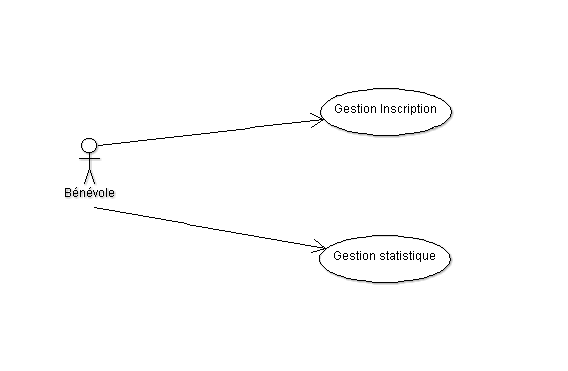 Gestion Inscription
Bénévole
Gestion statistique